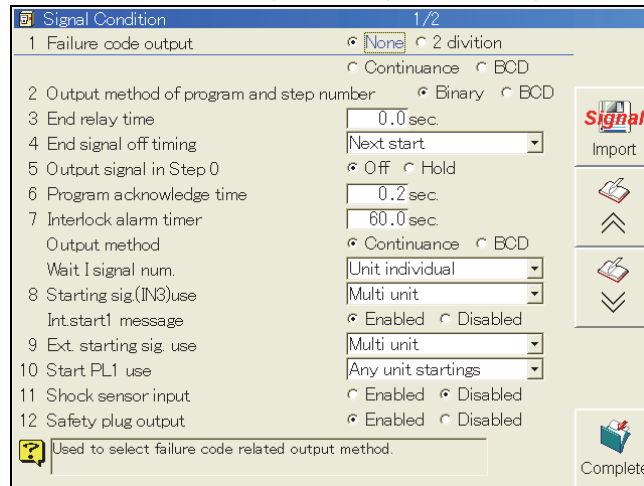 Signal Condition 1/2
1 Failure code output None 2 divition
Continuance BCD
2 Output method of program and step number Binary BCD
3 End relay time 0.0 sec.
4 End signal off timing Next start
5 Output signal in Step 0 Off Hold
6 Program acknowledge time 0.2 sec.
7 Interlock alarm timer 60.0 sec.
Output method Continuance BCD
Wait I signal num. Unit individual
8 Starting sig.(IN3)use Multi unit
Int.start1 message Enabled Disabled
9 Ext. starting sig. use Multi unit
10 Start PL1 use Any unit startings
11 Shock sensor input Enabled Disabled
12 Safety plug output Enabled Disabled
Used to select failure code related output method.
Signal
Import
Complete